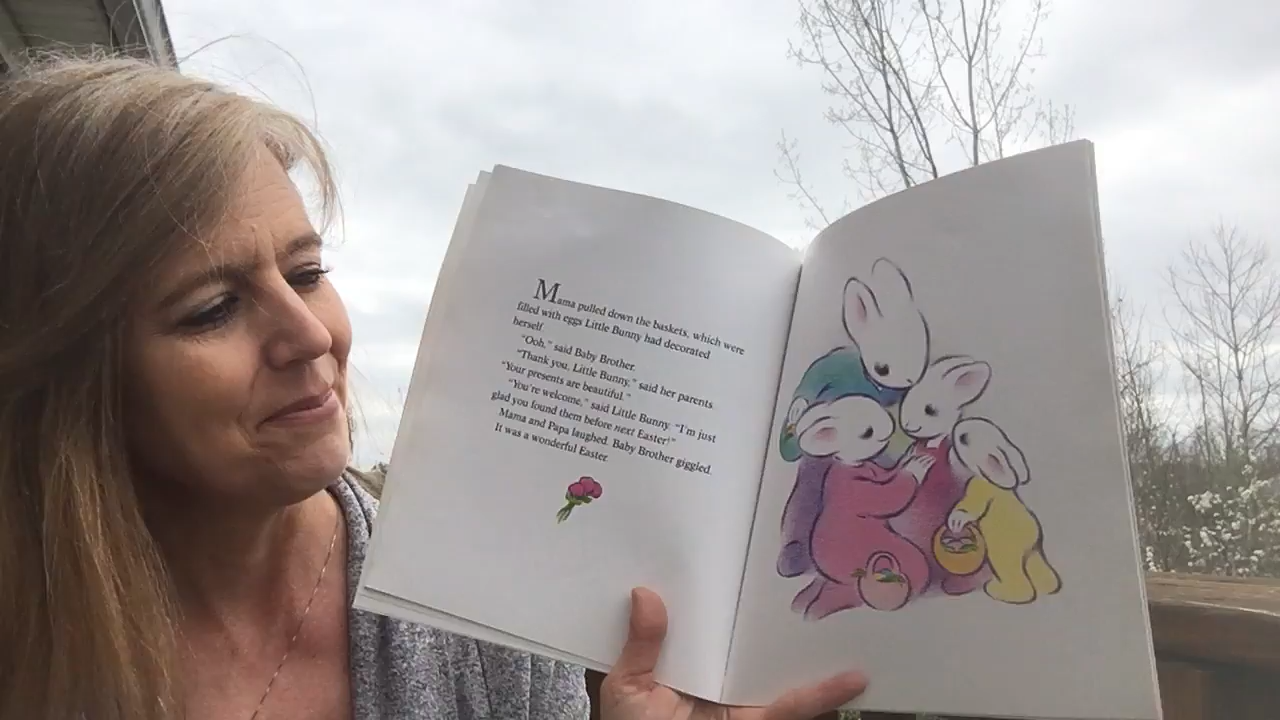 Mama pulled down the baskets, which were
filled with eggs Little Bunny had decorated
herself.
"Ooh," said Baby Brother.
"Thank you, Little Bunny," said her parents.
"Your presents are beautiful."
"You're welcome," said Little Bunny. "I'm just
glad you found them before next Easter!"
Mama and Papa laughed. Baby Brother giggled.
It was a wonderful Easter.